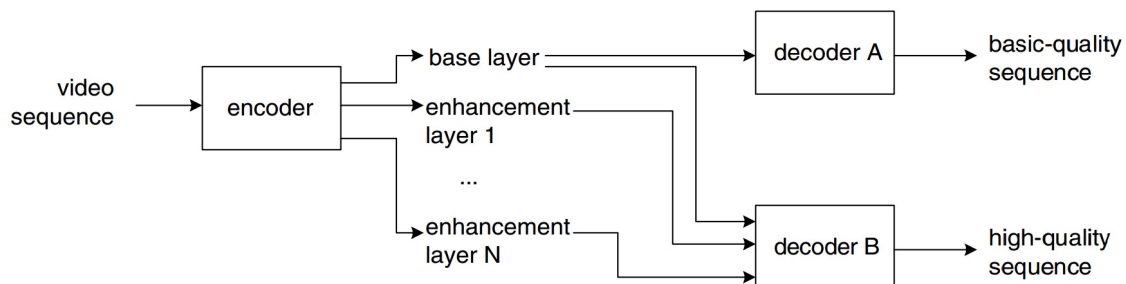 video
sequence
encoder
base layer
enhancement
layer 1
...
enhancement
layer N
decoder A
basic-quality
sequence
decoder B
high-quality
sequence